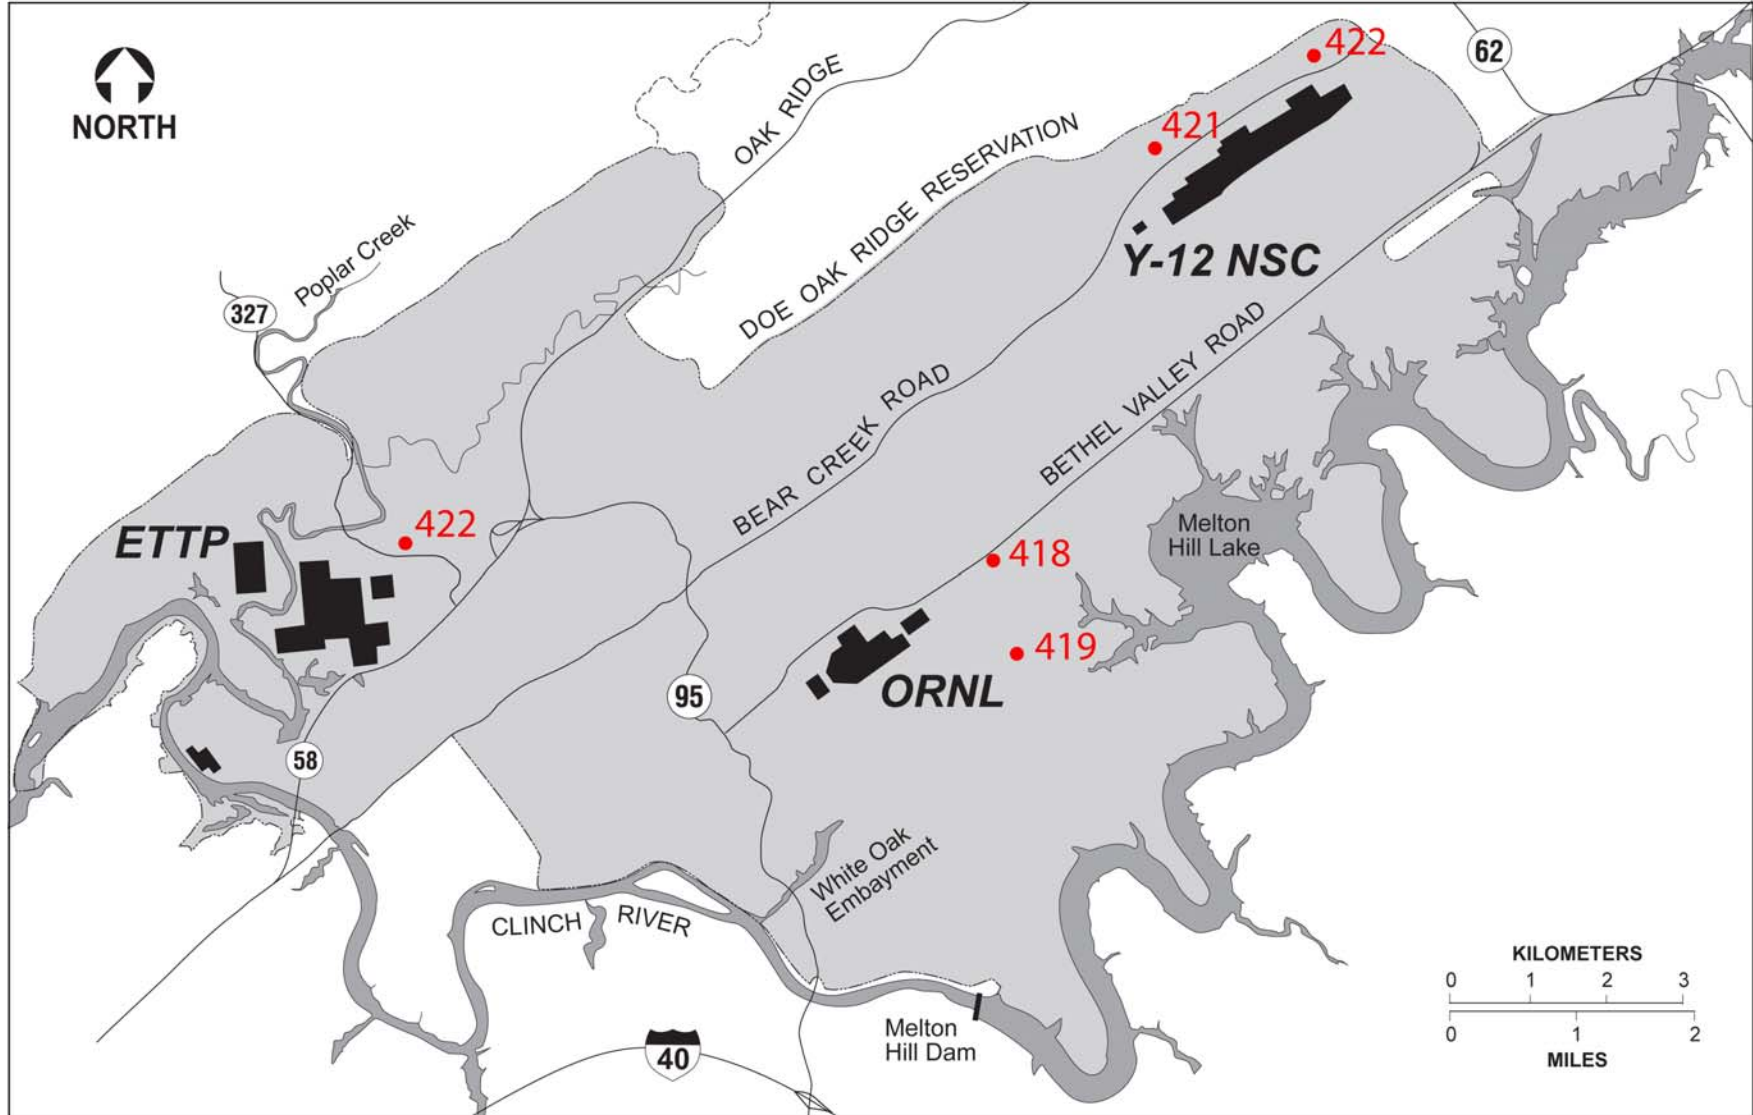 422
62
NORTH
OAK RIDGE
421
DOE OAK RIDGE RESERVATION
Poplar Creek
Y-12 NSC
327
BETHEL VALLEY ROAD
BEAR CREEK ROAD
422
ETTP
Melton
Hill Lake
418
419
ORNL
95
58
White Oak
Embayment
CLINCH RIVER
KILOMETERS
0 1 2 3
0 1 2
MILES
Melton
Hill Dam
40